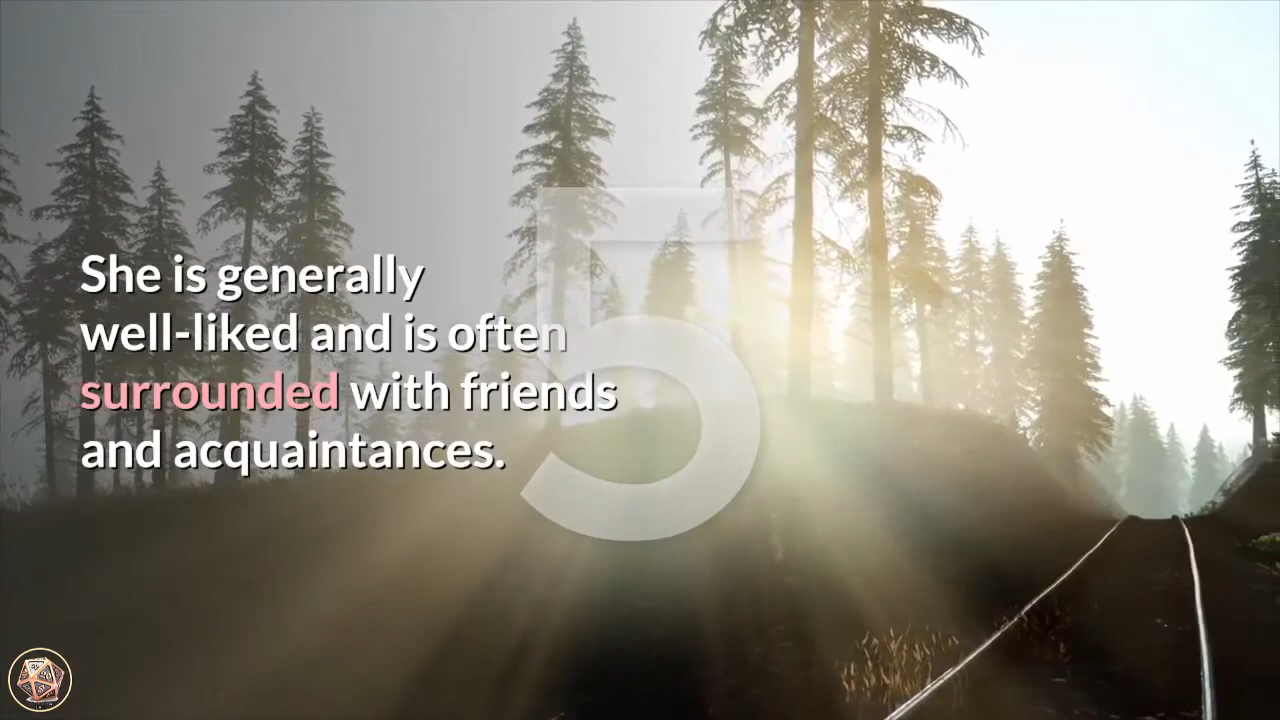 She is generally
well-liked and is often
surrounded with friends
and acquaintances.
5